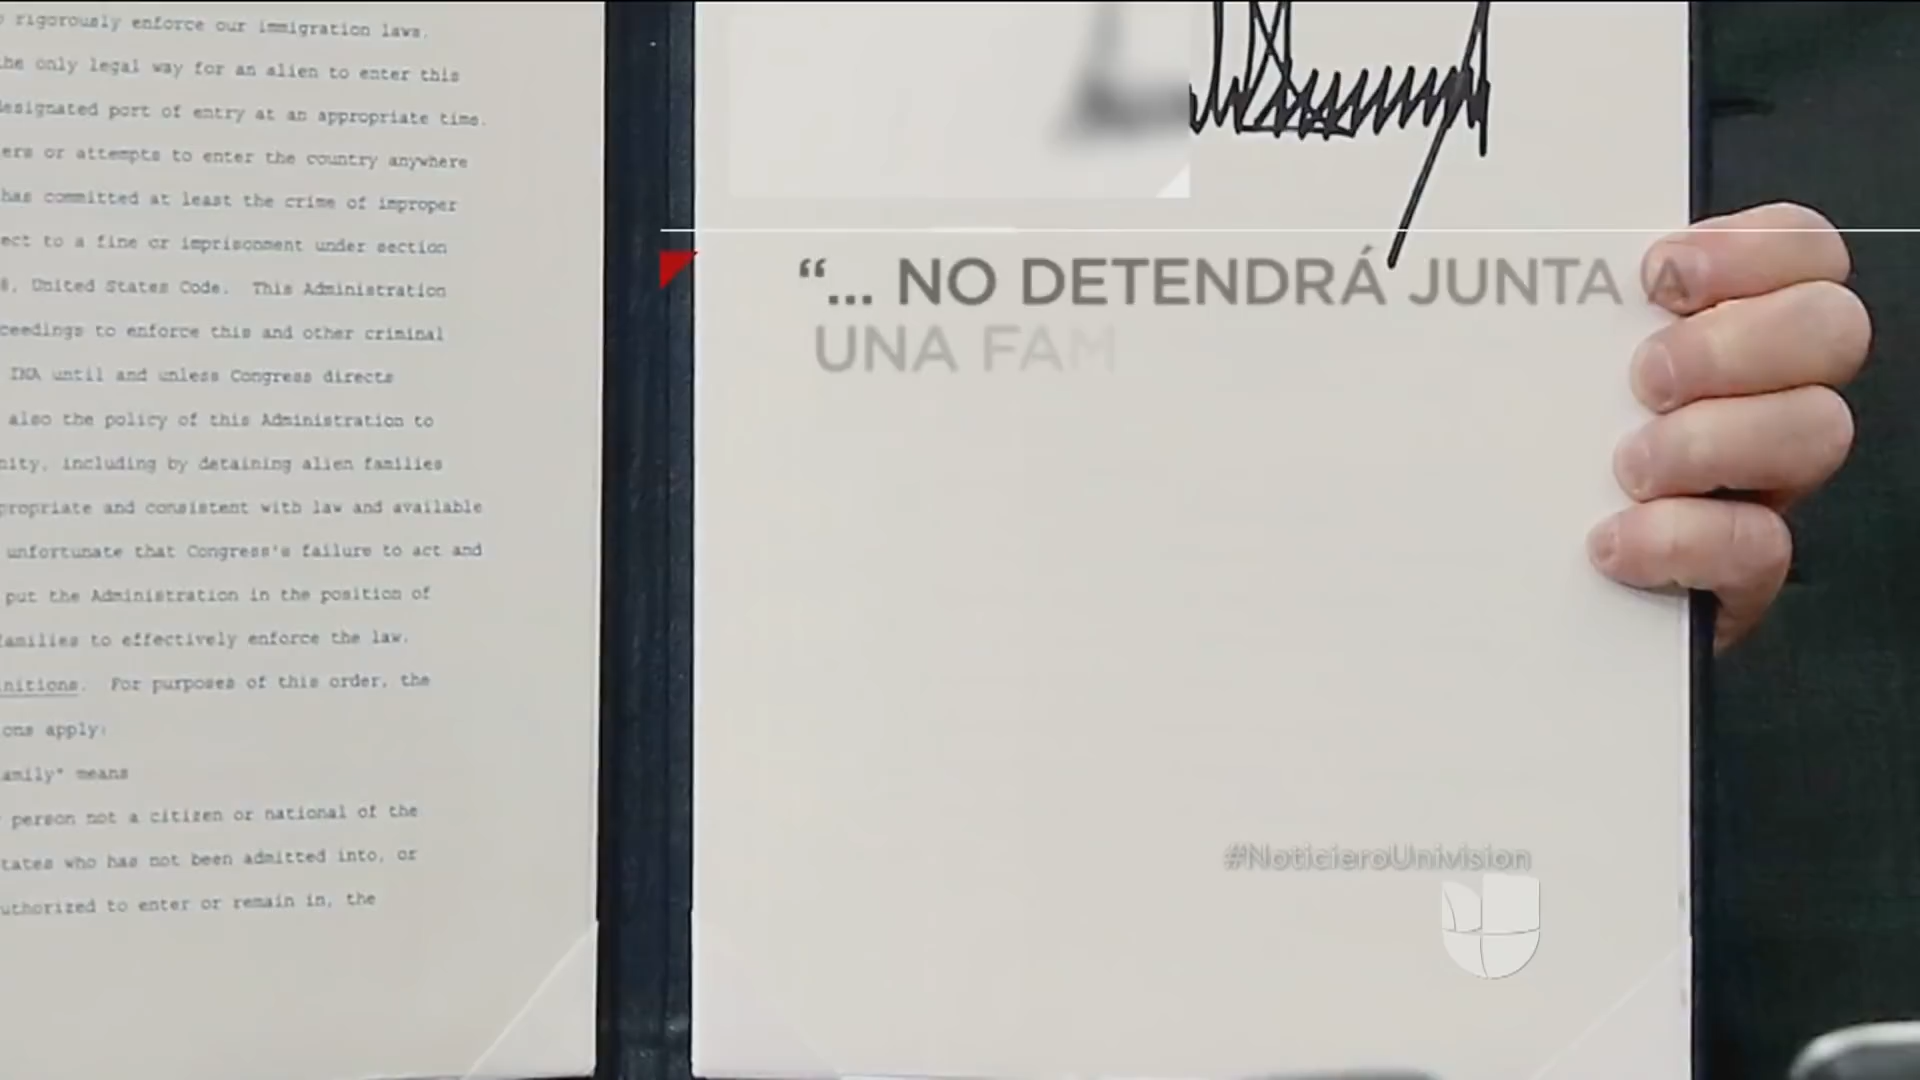 rigorously enforce our immigration laws.
the only legal way for an alien to enter this
designated port of entry at an appropriate time.
ers or attempts to enter the country anywhere
has committed at least the crime of improper
ect to a fine or imprisonment under section
8, United States Code. This Administration
ceedings to enforce this and other criminal
INA until and unless Congress directs
also the policy of this Administration to
nity, including by detaining alien families
propriate and consistent with law and available
unfortunate that Congress's failure to act and
put the Administration in the position of
families to effectively enforce the law.
nitions. For purposes of this order, the
ons apply:
amily" means
person not a citizen or national of the
tates who has not been admitted into, or
uthorized to enter or remain in, the
“... NO DETENDRÁ JUNTA A
UNA FAM
#NoticieroUnivision